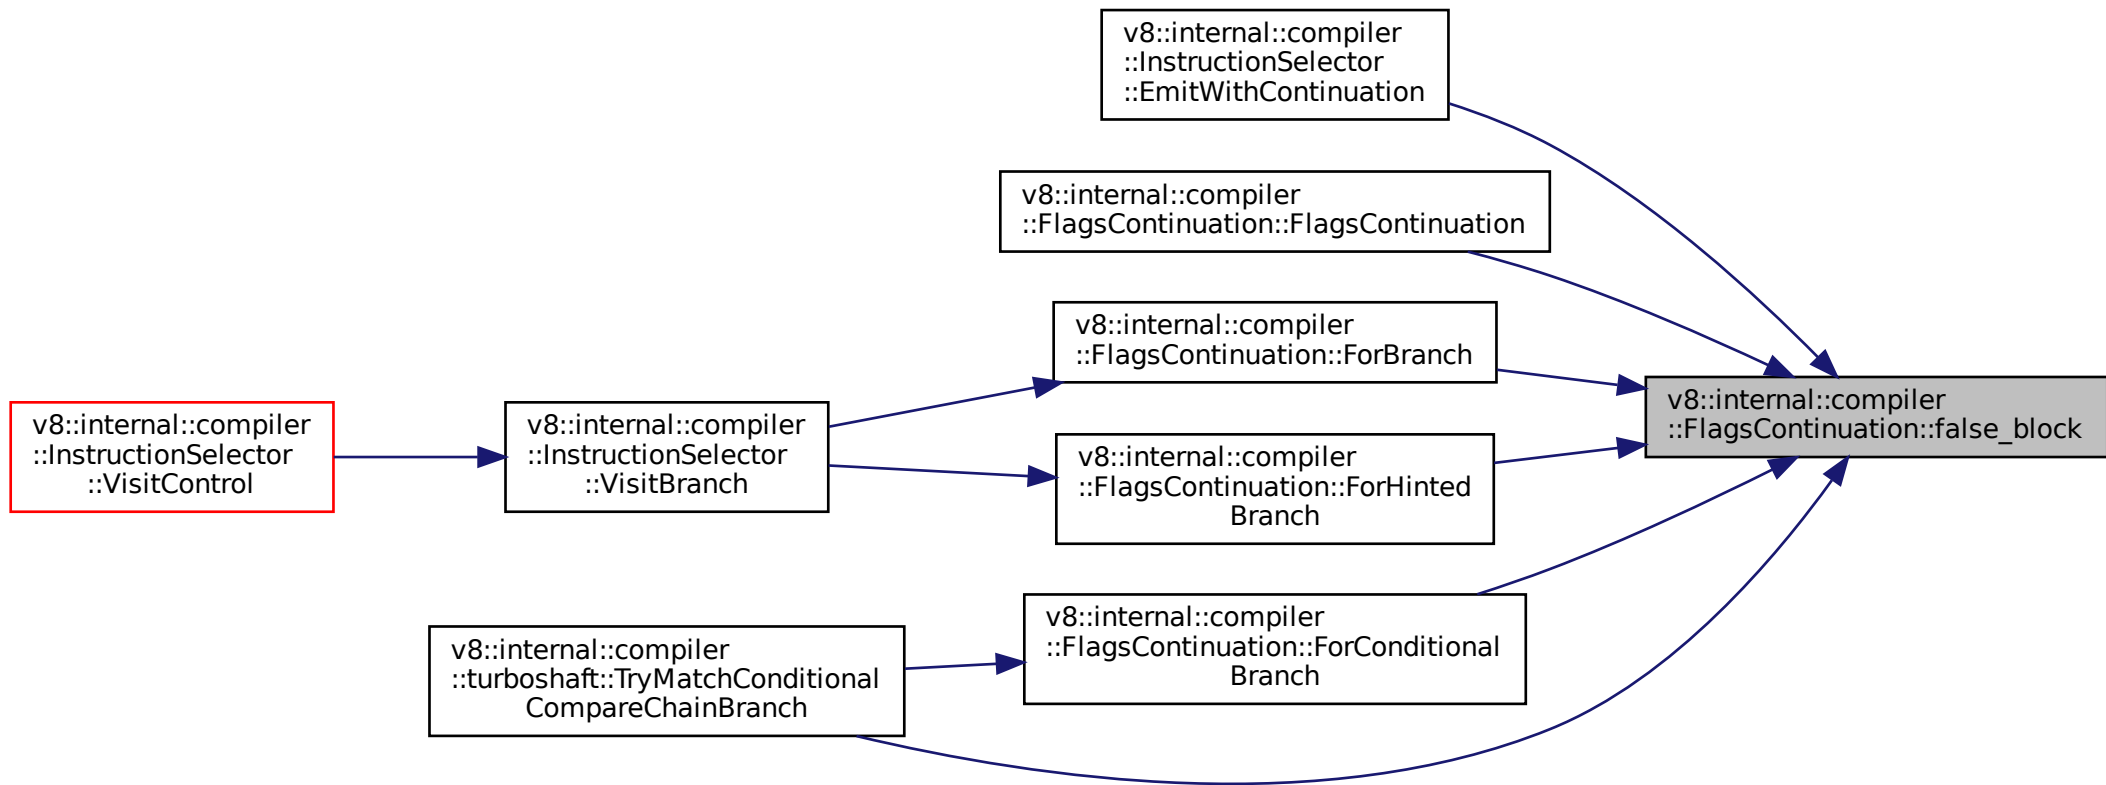 v8::internal::compiler
::InstructionSelector
::EmitWithContinuation
v8::internal::compiler
::FlagsContinuation::FlagsContinuation
v8::internal::compiler
::FlagsContinuation::ForBranch
v8::internal::compiler
::FlagsContinuation::false_block
v8::internal::compiler
::InstructionSelector
::VisitControl
v8::internal::compiler
::InstructionSelector
::VisitBranch
v8::internal::compiler
::FlagsContinuation::ForHinted
Branch
v8::internal::compiler
::FlagsContinuation::ForConditional
Branch
v8::internal::compiler
::turboshaft::TryMatchConditional
CompareChainBranch